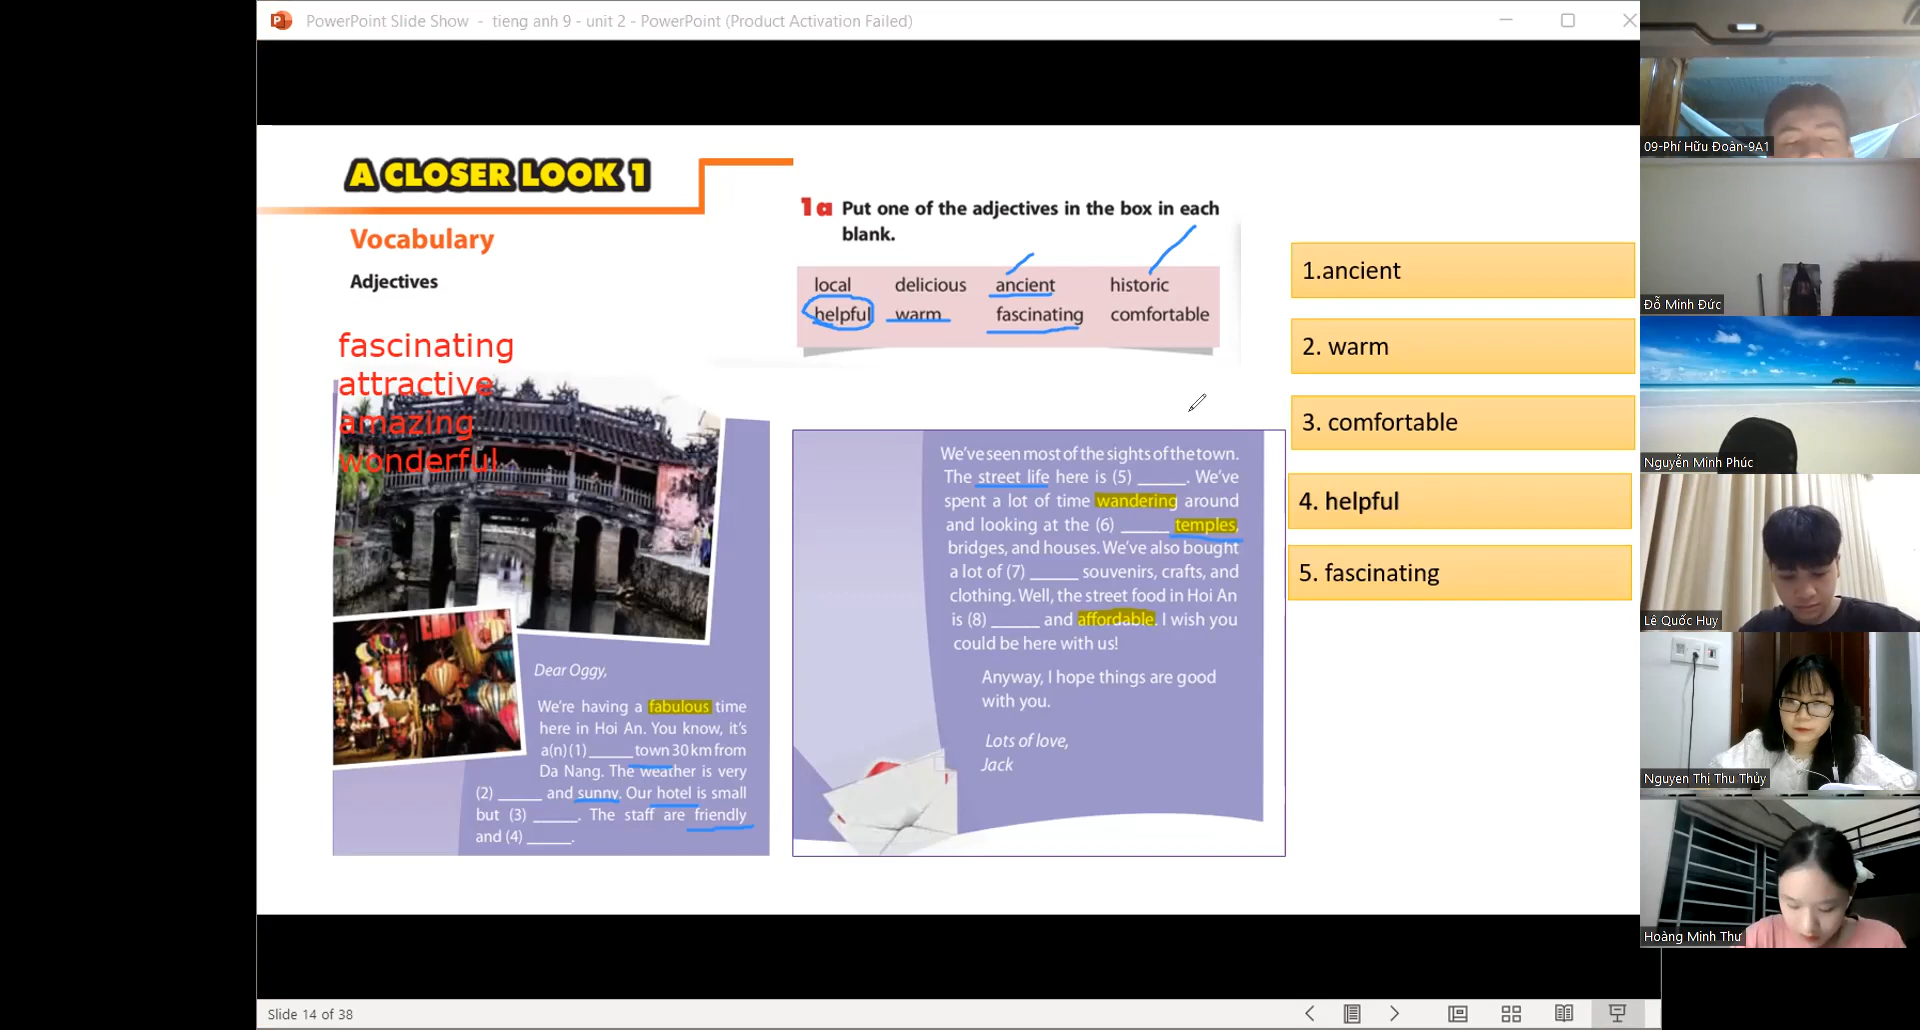 PowerPoint Slide Show - tieng anh 9 - unit 2 - PowerPoint (Product Activation Failed)
A CLOSER LOOK 1
Vocabulary
Adjectives
fascinating
attractive
amazing
wonderful
1a Put one of the adjectives in the box in each
blank.
local delicious ancient historic
helpful warm fascinating comfortable
Dear Oggy,
We're having a fabulous time
here in Hoi An. You know, it's
a(n) (1) ______ town 30 km from
Da Nang. The weather is very
(2) ______ and sunny. Our hotel is small
but (3) ______. The staff are friendly
and (4) ______.
We've seen most of the sights of the town.
The street life here is (5) ______. We've
spent a lot of time wandering around
and looking at the (6) ______ temples,
bridges, and houses. We've also bought
a lot of (7) ______ souvenirs, crafts, and
clothing. Well, the street food in Hoi An
is (8) ______ and affordable. I wish you
could be here with us!
Anyway, I hope things are good
with you.
Lots of love,
Jack
1.ancient
2. warm
3. comfortable
4. helpful
5. fascinating
09-Phí Hữu Đoàn-9A1
Đỗ Minh Đức
Nguyễn Minh Phúc
Lê Quốc Huy
Nguyen Thị Thu Thủy
Hoàng Minh Thư
Slide 14 of 38